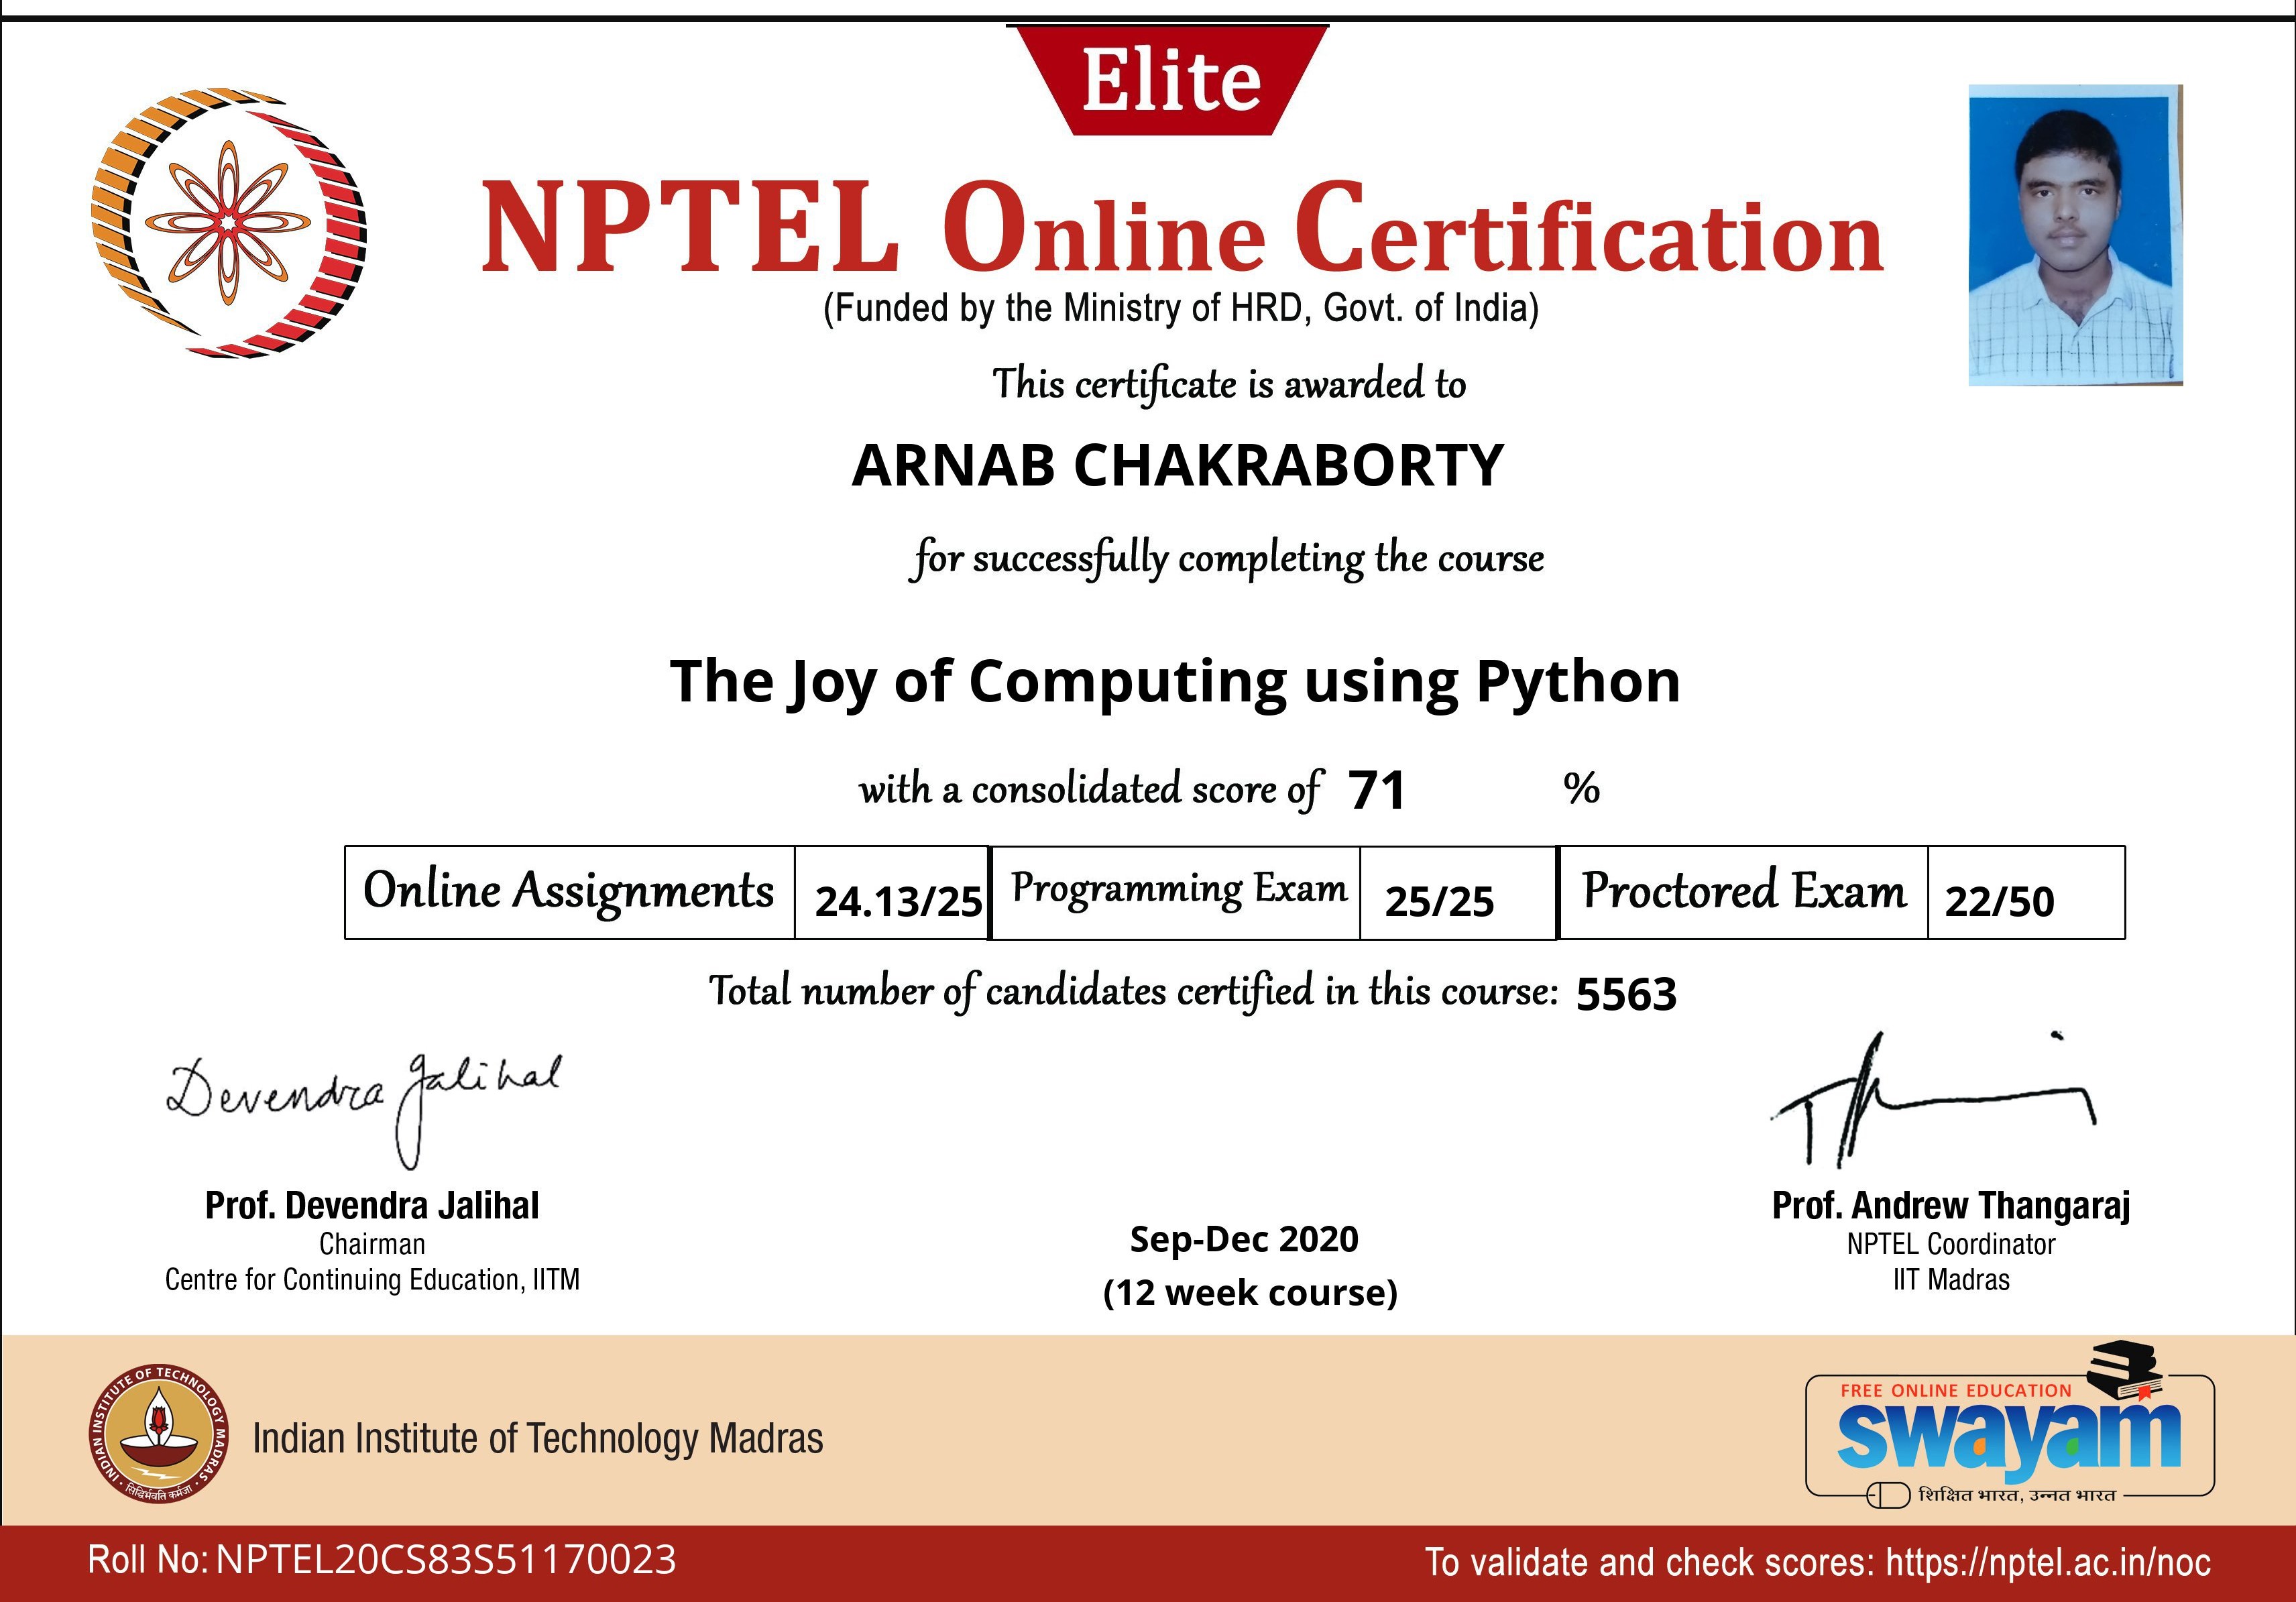 Elite
NPTEL Online Certification
(Funded by the Ministry of HRD, Govt. of India)
This certificate is awarded to
ARNAB CHAKRABORTY
for successfully completing the course
The Joy of Computing using Python
with a consolidated score of 71 %
Online Assignments 24.13/25 Programming Exam 25/25 Proctored Exam 22/50
Total number of candidates certified in this course: 5563
Devendra Jalihal
Prof. Devendra Jalihal
Chairman
Centre for Continuing Education, IITM
Sep-Dec 2020
(12 week course)
Prof. Andrew Thangaraj
NPTEL Coordinator
IIT Madras
INDIAN INSTITUTE OF TECHNOLOGY MADRAS
सिद्धिर्भवति कर्मजा
Indian Institute of Technology Madras
FREE ONLINE EDUCATION
swayam
शिक्षित भारत, उन्नत भारत
Roll No: NPTEL20CS83S51170023
To validate and check scores: https://nptel.ac.in/noc